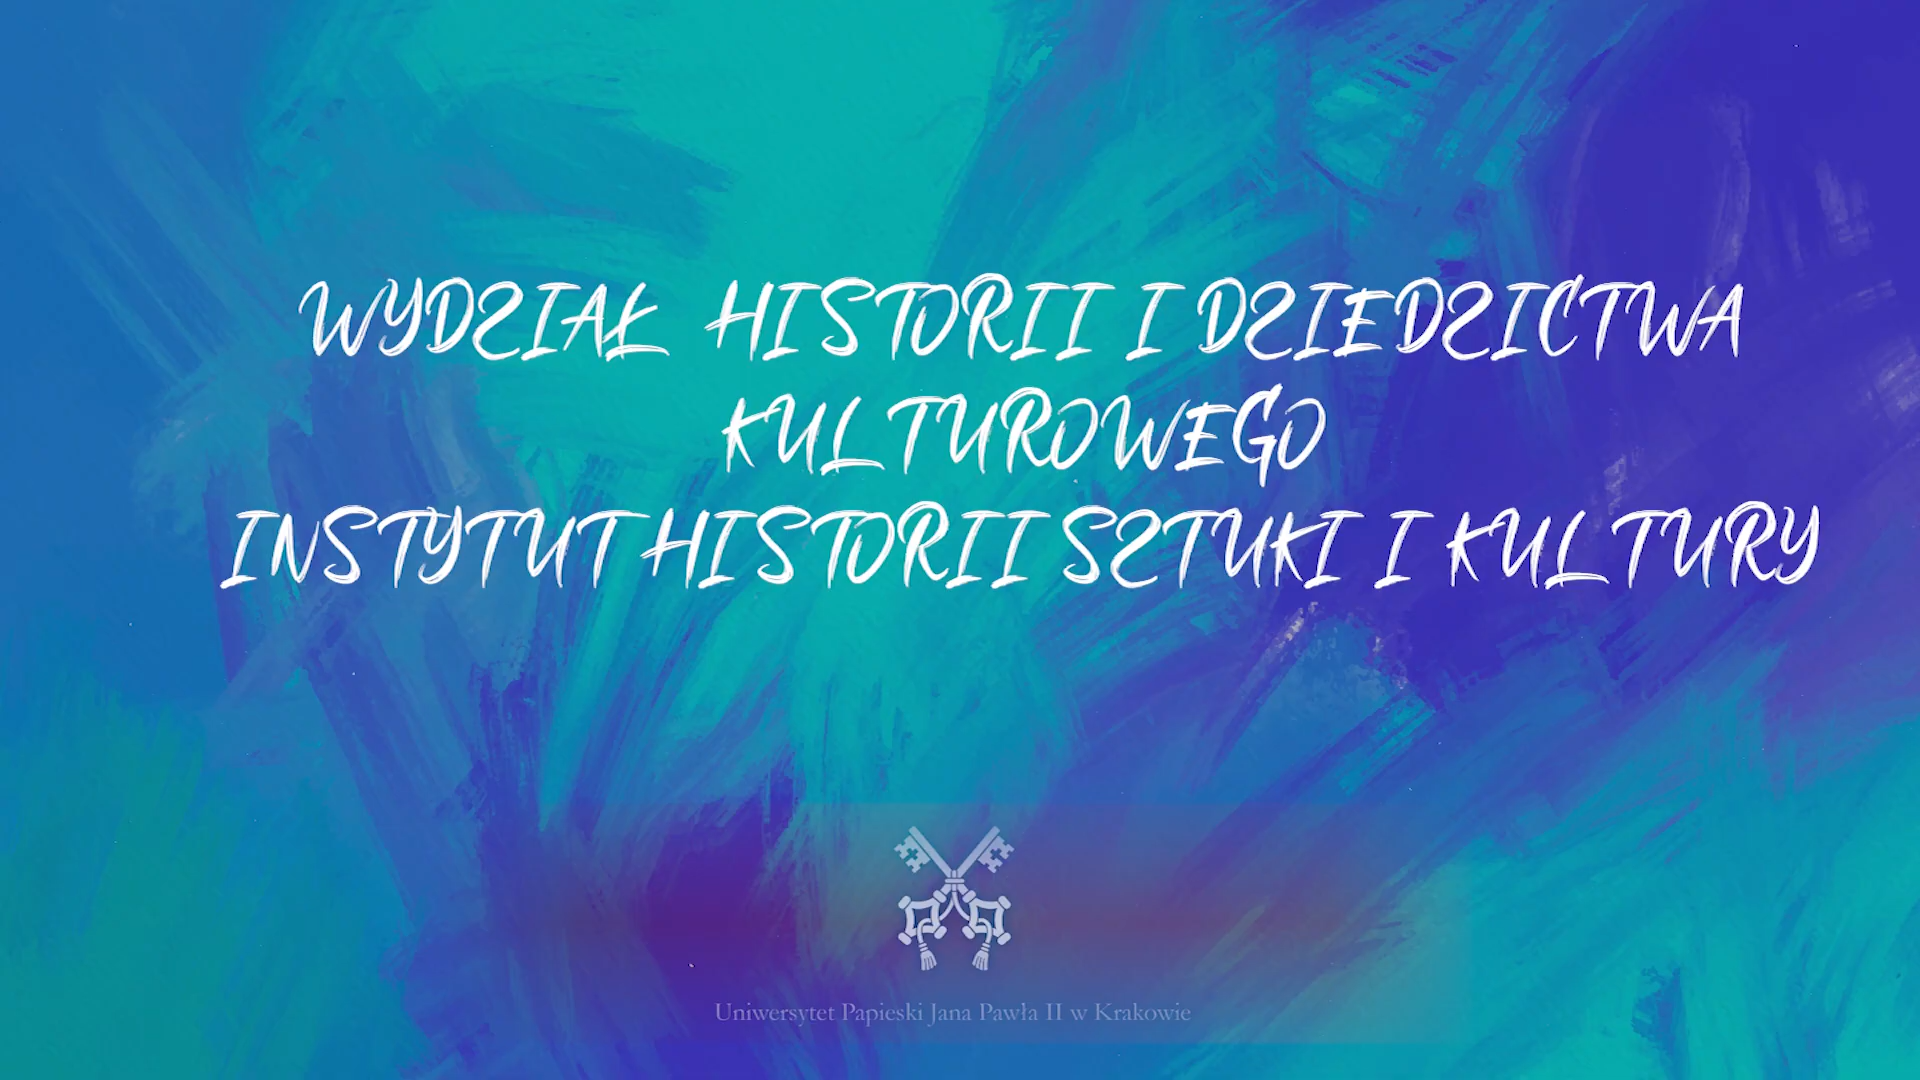 WYDZIAŁ HISTORII I DZIEDZICTWA
KULTUROWEGO
INSTYTUT HISTORII SZTUKI I KULTURY
Uniwersytet Papieski Jana Pawła II w Krakowie